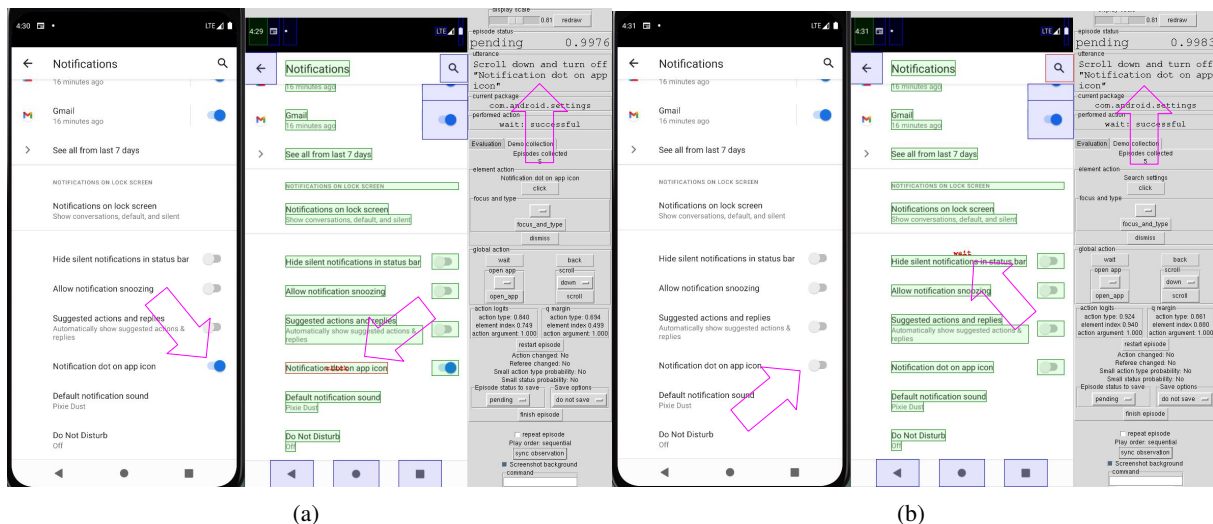 4:30
LTE
Notifications
16 minutes ago
Gmail
16 minutes ago
See all from last 7 days
NOTIFICATIONS ON LOCK SCREEN
Notifications on lock screen
Show conversations, default, and silent
Hide silent notifications in status bar
Allow notification snoozing
Suggested actions and replies
Automatically show suggested actions &
replies
Notification dot on app icon
Default notification sound
Pixie Dust
Do Not Disturb
Off
4:29
LTE
Notifications
16 minutes ago
Gmail
16 minutes ago
See all from last 7 days
NOTIFICATIONS ON LOCK SCREEN
Notifications on lock screen
Show conversations, default, and silent
Hide silent notifications in status bar
Allow notification snoozing
Suggested actions and replies
Automatically show suggested actions &
replies
Notification dot on app icon
Default notification sound
Pixie Dust
Do Not Disturb
Off
display scale
0.81 redraw
episode status
pending 0.9976
utterance
Scroll down and turn off
"Notification dot on app
icon"
current package
com.android.settings
performed action
wait: successful
Evaluation Demo collection
Episodes collected
5
element action
Notification dot on app icon
click
focus and type
focus_and_type
dismiss
global action
wait back
open app scroll
down
open_app scroll
action logits q margin
action type: 0.840 action type: 0.694
element index 0.749 element index 0.499
action argument: 1.000 action argument: 1.000
restart episode
Action changed: No
Referee changed: No
Small action type probability: No
Small status probability: No
Episode status to save Save options
pending do not save
finish episode
repeat episode
Play order: sequential
sync observation
Screenshot background
command
(a)
4:31
LTE
Notifications
16 minutes ago
Gmail
16 minutes ago
See all from last 7 days
NOTIFICATIONS ON LOCK SCREEN
Notifications on lock screen
Show conversations, default, and silent
Hide silent notifications in status bar
Allow notification snoozing
Suggested actions and replies
Automatically show suggested actions &
replies
Notification dot on app icon
Default notification sound
Pixie Dust
Do Not Disturb
Off
4:31
LTE
Notifications
16 minutes ago
Gmail
16 minutes ago
See all from last 7 days
NOTIFICATIONS ON LOCK SCREEN
Notifications on lock screen
Show conversations, default, and silent
wait
Hide silent notifications in status bar
Allow notification snoozing
Suggested actions and replies
Automatically show suggested actions &
replies
Notification dot on app icon
Default notification sound
Pixie Dust
Do Not Disturb
Off
display scale
0.81 redraw
episode status
pending 0.9983
utterance
Scroll down and turn off
"Notification dot on app
icon"
current package
com.android.settings
performed action
wait: successful
Evaluation Demo collection
Episodes collected
5
element action
Search settings
click
focus and type
focus_and_type
dismiss
global action
wait back
open app scroll
down
open_app scroll
action logits q margin
action type: 0.924 action type: 0.661
element index 0.940 element index 0.880
action argument: 1.000 action argument: 1.000
restart episode
Action changed: No
Referee changed: No
Small action type probability: No
Small status probability: No
Episode status to save Save options
pending do not save
finish episode
repeat episode
Play order: sequential
sync observation
Screenshot background
command
(b)